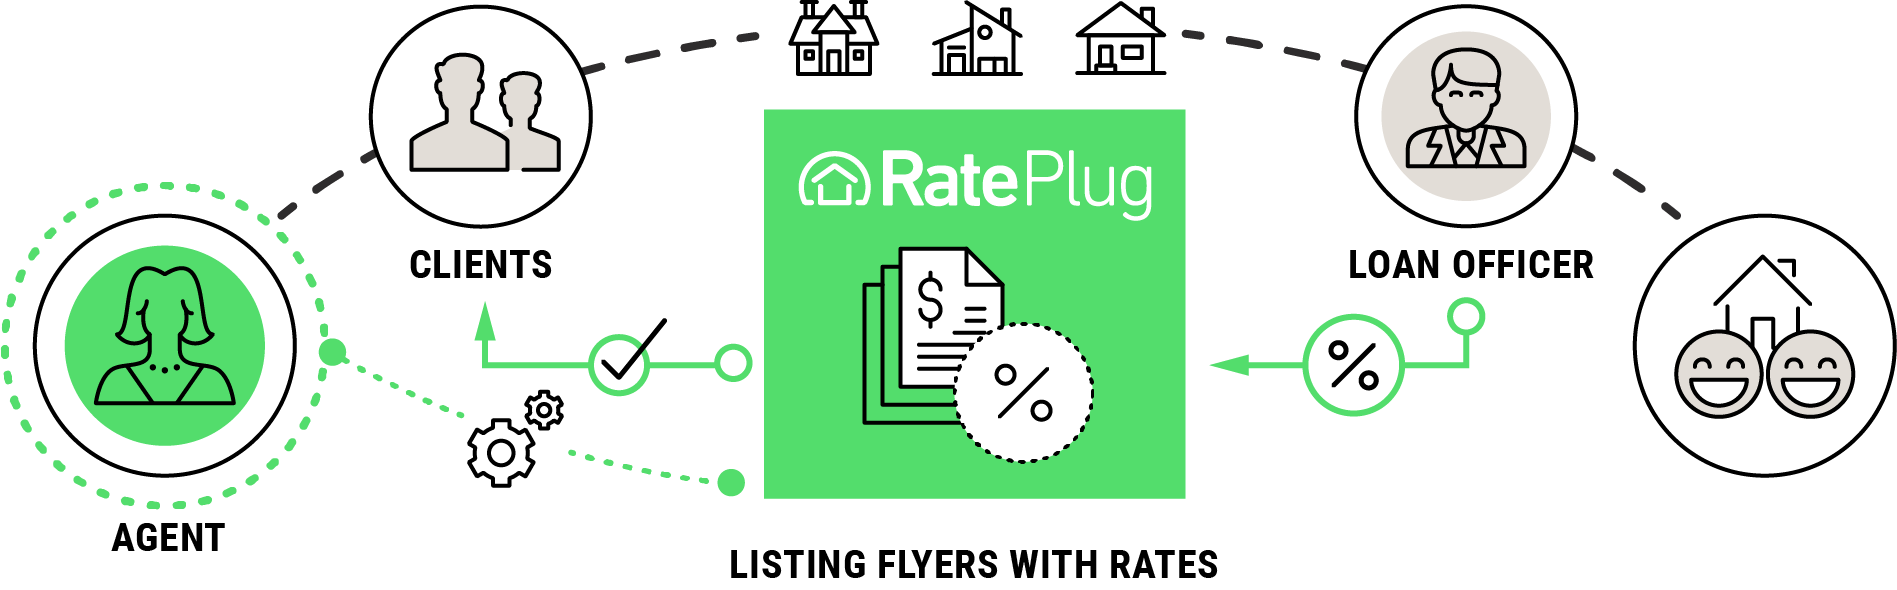 RatePlug
CLIENTS
LOAN OFFICER
$
%
%
AGENT
LISTING FLYERS WITH RATES